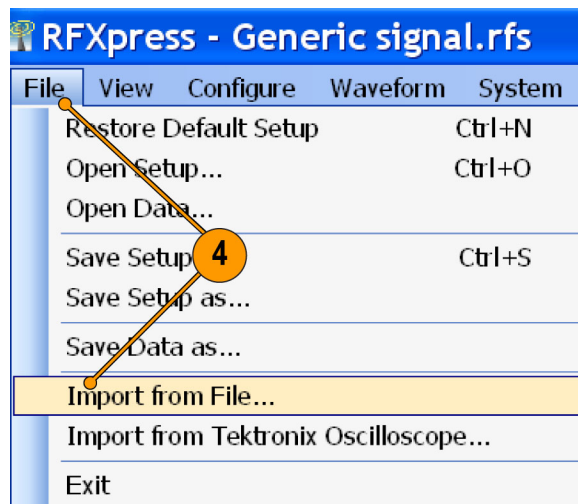 RFXpress - Generic signal.rfs
File View Configure Waveform System
Restore Default Setup Ctrl+N
Open Setup... Ctrl+O
Open Data...
Save Setup Ctrl+S
4
Save Setup as...
Save Data as...
Import from File...
Import from Tektronix Oscilloscope...
Exit